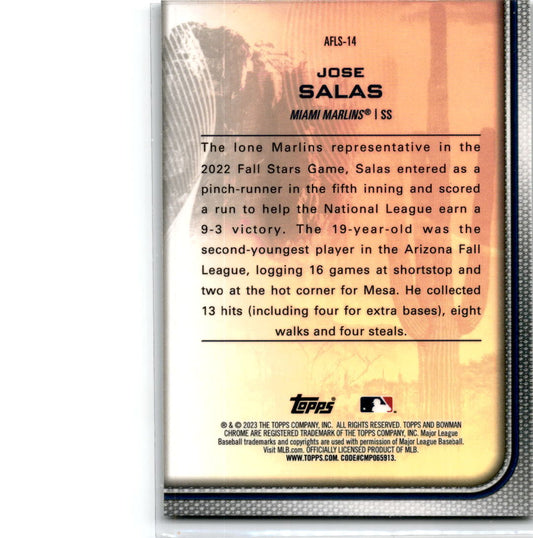 AFLS-14
JOSE
SALAS
MIAMI MARLINS® | SS
The lone Marlins representative in the
2022 Fall Stars Game, Salas entered as a
pinch-runner in the fifth inning and scored
a run to help the National League earn a
9-3 victory. The 19-year-old was the
second-youngest player in the Arizona Fall
League, logging 16 games at shortstop and
two at the hot corner for Mesa. He collected
13 hits (including four for extra bases), eight
walks and four steals.
Topps
® & © 2023 THE TOPPS COMPANY, INC. ALL RIGHTS RESERVED. TOPPS AND BOWMAN
CHROME ARE REGISTERED TRADEMARK OF THE TOPPS COMPANY, INC. Major League
Baseball trademarks and copyrights are used with permission of Major League Baseball.
Visit MLB.com. OFFICIALLY LICENSED PRODUCT OF MLB.
WWW.TOPPS.COM. CODE#CMP065913.